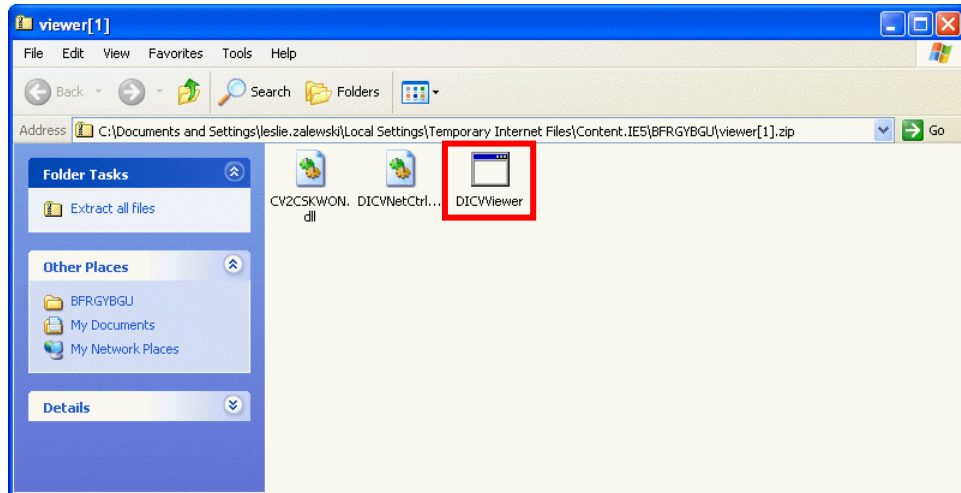 viewer[1]
File Edit View Favorites Tools Help
Back Search Folders
Address C:\Documents and Settings\leslie.zalewski\Local Settings\Temporary Internet Files\Content.IE5\BFRGYBGU\viewer[1].zip Go
Folder Tasks
Extract all files
Other Places
BFRGYBGU
My Documents
My Network Places
Details
CV2CSKWON.
dll
DICVNetCtrl...
DICVViewer